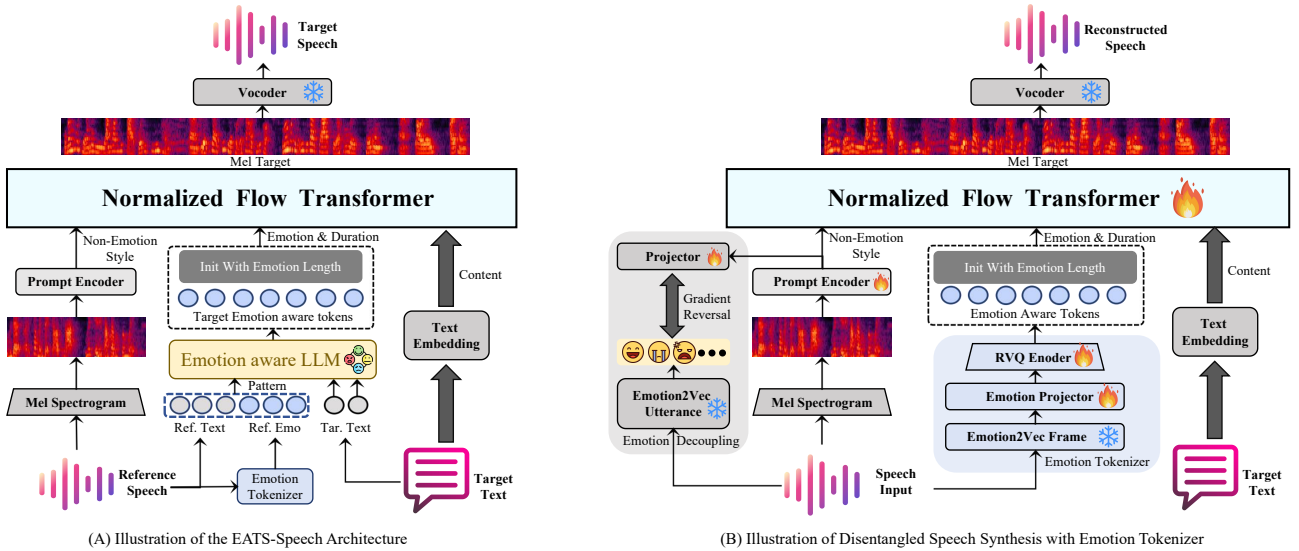 Target
Speech
Vocoder
Mel Target
Normalized Flow Transformer
Non-Emotion
Style
Emotion & Duration
Init With Emotion Length
Target Emotion aware tokens
Prompt Encoder
Content
Text
Embedding
Emotion aware LLM
Pattern
Mel Spectrogram
Ref. Text
Ref. Emo
Tar. Text
Reference
Speech
Emotion
Tokenizer
Target
Text
(A) Illustration of the EATS-Speech Architecture
Reconstructed
Speech
Vocoder
Mel Target
Normalized Flow Transformer
Projector
Non-Emotion
Style
Emotion & Duration
Init With Emotion Length
Prompt Encoder
Content
Gradient
Reversal
Emotion Aware Tokens
Text
Embedding
RVQ Enoder
Emotion2Vec
Utterance
Mel Spectrogram
Emotion Projector
Emotion2Vec Frame
Emotion Decoupling
Emotion Tokenizer
Speech
Input
Target
Text
(B) Illustration of Disentangled Speech Synthesis with Emotion Tokenizer